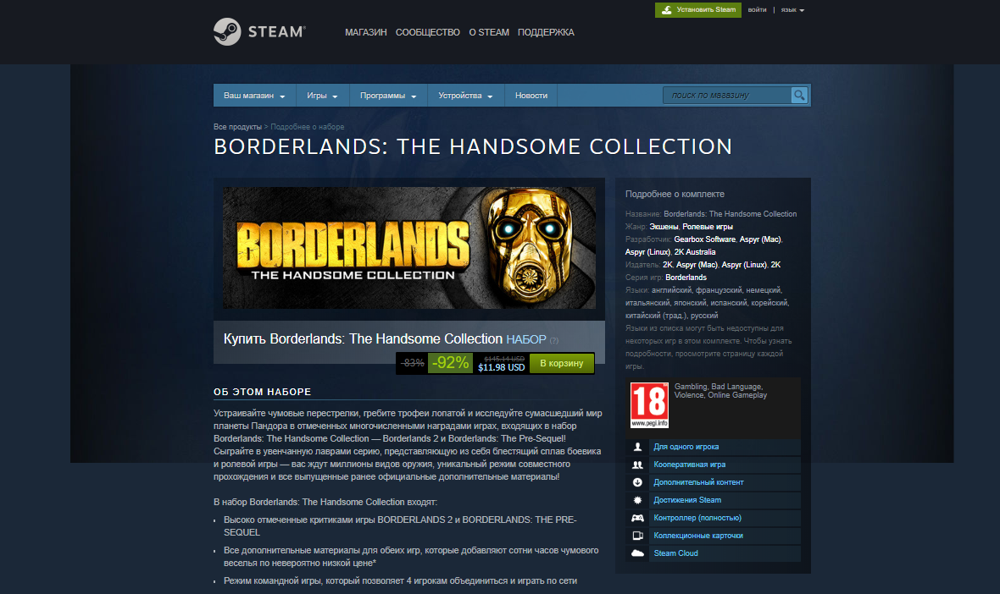 Установить Steam войти | язык
STEAM®
МАГАЗИН СООБЩЕСТВО О STEAM ПОДДЕРЖКА
Ваш магазин Игры Программы Устройства Новости поиск по магазину
Все продукты > Подробнее о наборе
BORDERLANDS: THE HANDSOME COLLECTION
BORDERLANDS
THE HANDSOME COLLECTION
Купить Borderlands: The Handsome Collection НАБОР (?)
-83% -92% $145.14 USD
$11.98 USD
В корзину
ОБ ЭТОМ НАБОРЕ
Устраивайте чумовые перестрелки, гребите трофеи лопатой и исследуйте сумасшедший мир
планеты Пандора в отмеченных многочисленными наградами играх, входящих в набор
Borderlands: The Handsome Collection — Borderlands 2 и Borderlands: The Pre-Sequel!
Сыграйте в увенчанную лаврами серию, представляющую из себя блестящий сплав боевика
и ролевой игры — вас ждут миллионы видов оружия, уникальный режим совместного
прохождения и все выпущенные ранее официальные дополнительные материалы!
В набор Borderlands: The Handsome Collection входят:
• Высоко отмеченные критиками игры BORDERLANDS 2 и BORDERLANDS: THE PRE-
SEQUEL
• Все дополнительные материалы для обеих игр, которые добавляют сотни часов чумового
веселья по невероятно низкой цене*
• Режим командной игры, который позволяет 4 игрокам объединиться и играть по сети
Подробнее о комплекте
Название: Borderlands: The Handsome Collection
Жанр: Экшены, Ролевые игры
Разработчик: Gearbox Software, Aspyr (Mac),
Aspyr (Linux), 2K Australia
Издатель: 2K, Aspyr (Mac), Aspyr (Linux), 2K
Серия игр: Borderlands
Языки: английский, французский, немецкий,
итальянский, японский, испанский, корейский,
китайский (трад.), русский
Языки из списка могут быть недоступны для
некоторых игр в этом комплекте. Чтобы узнать
подробности, просмотрите страницу каждой
игры.
18
www.pegi.info
Gambling, Bad Language,
Violence, Online Gameplay
Для одного игрока
Кооперативная игра
Дополнительный контент
Достижения Steam
Контроллер (полностью)
Коллекционные карточки
Steam Cloud